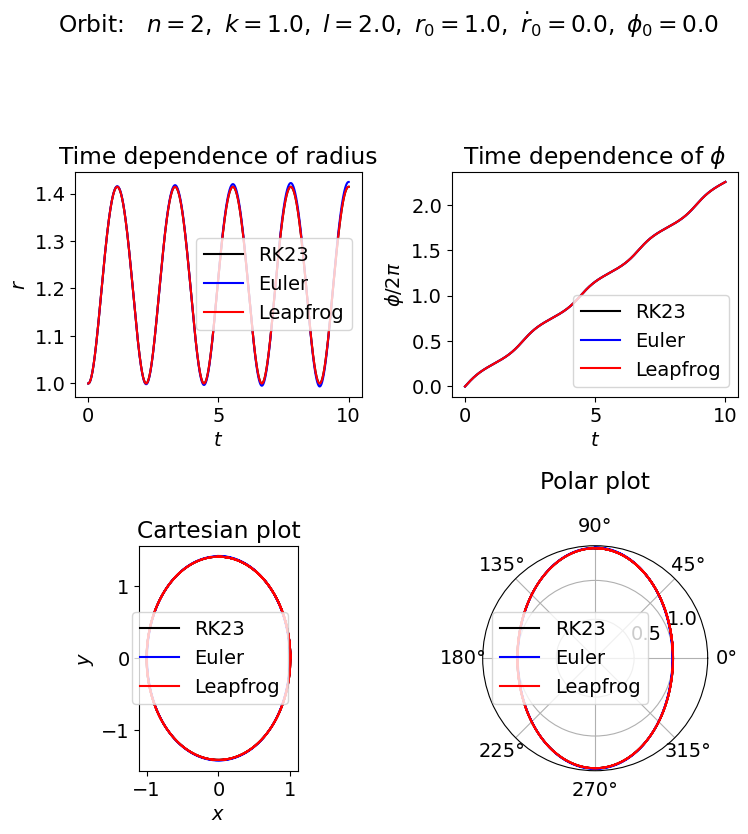 Orbit: n = 2, k = 1.0, l = 2.0, r₀ = 1.0, ṙ₀ = 0.0, ϕ₀ = 0.0
Time dependence of radius
1.4
1.3
1.2
1.1
1.0
r
RK23
Euler
Leapfrog
0
5
10
t
Time dependence of ϕ
2.0
1.5
1.0
0.5
0.0
ϕ/2π
RK23
Euler
Leapfrog
0
5
10
t
Cartesian plot
1
0
−1
y
RK23
Euler
Leapfrog
−1
0
1
x
Polar plot
90°
135°
45°
1.0
0.5
180°
0°
RK23
Euler
Leapfrog
225°
315°
270°